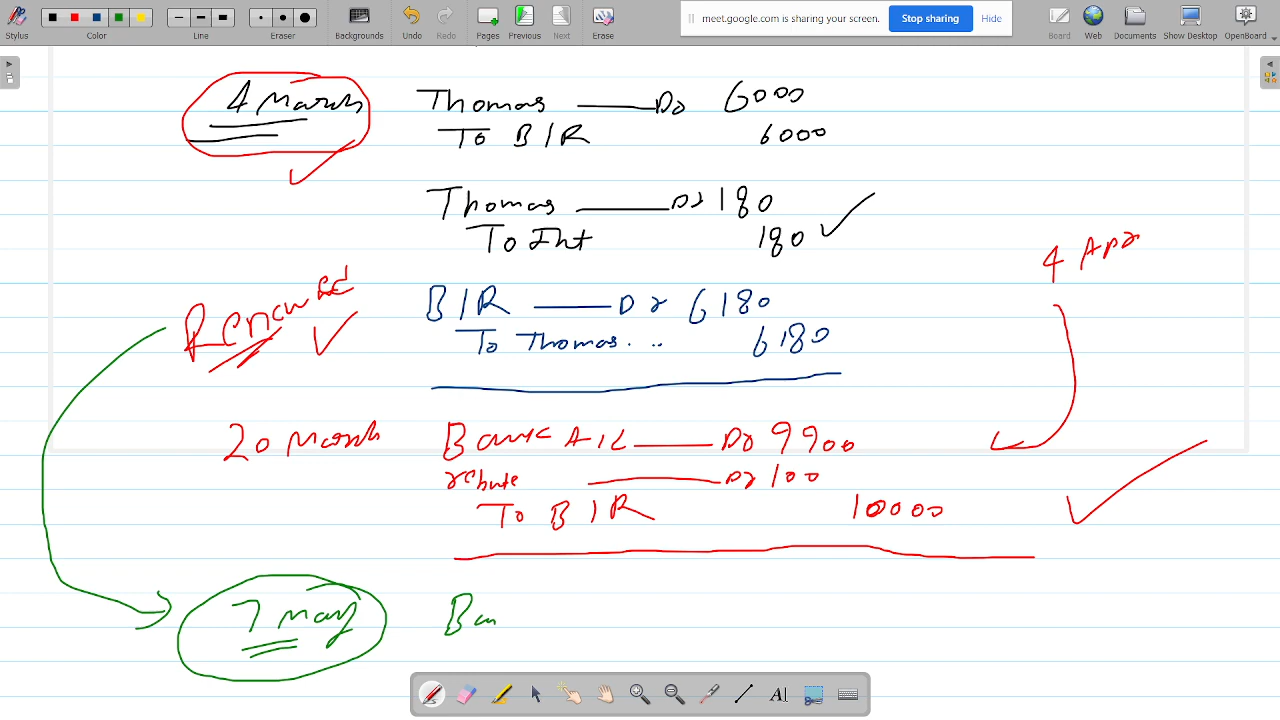 Stylus
Color
Line
Eraser
Backgrounds
Undo
Redo
Pages
Previous
Next
Erase
meet.google.com is sharing your screen.
Stop sharing
Hide
Board
Web
Documents
Show Desktop
OpenBoard
4 March
Thomas Dr 6000
To B/R 6000
Thomas Dr 180
To Int 180
4 Apr
Renewed
B/R Dr 6180
To Thomas. ..
6180
20 March
Bank A/C Dr 9900
rebate Dr 100
To B/R 10000
7 May
Ban
AI